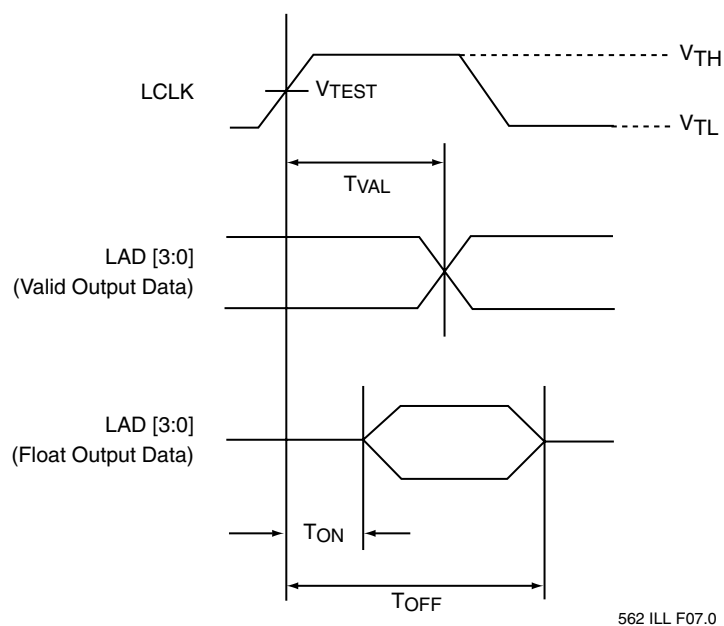 VTH
LCLK
VTEST
VTL
TVAL
LAD [3:0]
(Valid Output Data)
LAD [3:0]
(Float Output Data)
TON
TOFF
562 ILL F07.0